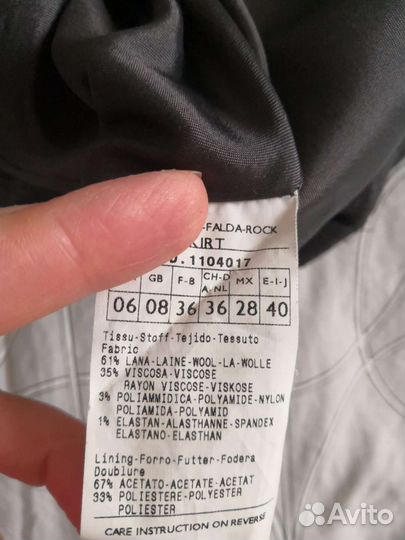 -FALDA-ROCK
KIRT
.1104017
GB F-B CH-D MX E-I-J
A-NL
06 08 36 36 28 40
Tissu-Stoff-Tejido-Tessuto
Fabric
61% LANA-LAINE-WOOL-LA-WOLLE
35% VISCOSA-VISCOSE
RAYON VISCOSE-VISKOSE
3% POLIAMMIDICA-POLYAMIDE-NYLON
POLIAMIDA-POLYAMID
1% ELASTAN-ALASTHANNE-SPANDEX
ELASTANO-ELASTHAN
Lining-Forro-Futter-Fodera
Doublure
67% ACETATO-ACETATE-ACETAT
33% POLIESTERE-POLYESTER
POLIESTER
CARE INSTRUCTION ON REVERSE
Avito